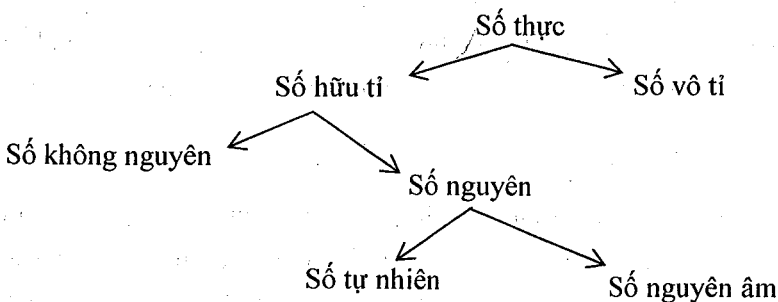 Số thực
Số hữu tỉ
Số vô tỉ
Số không nguyên
Số nguyên
Số tự nhiên
Số nguyên âm